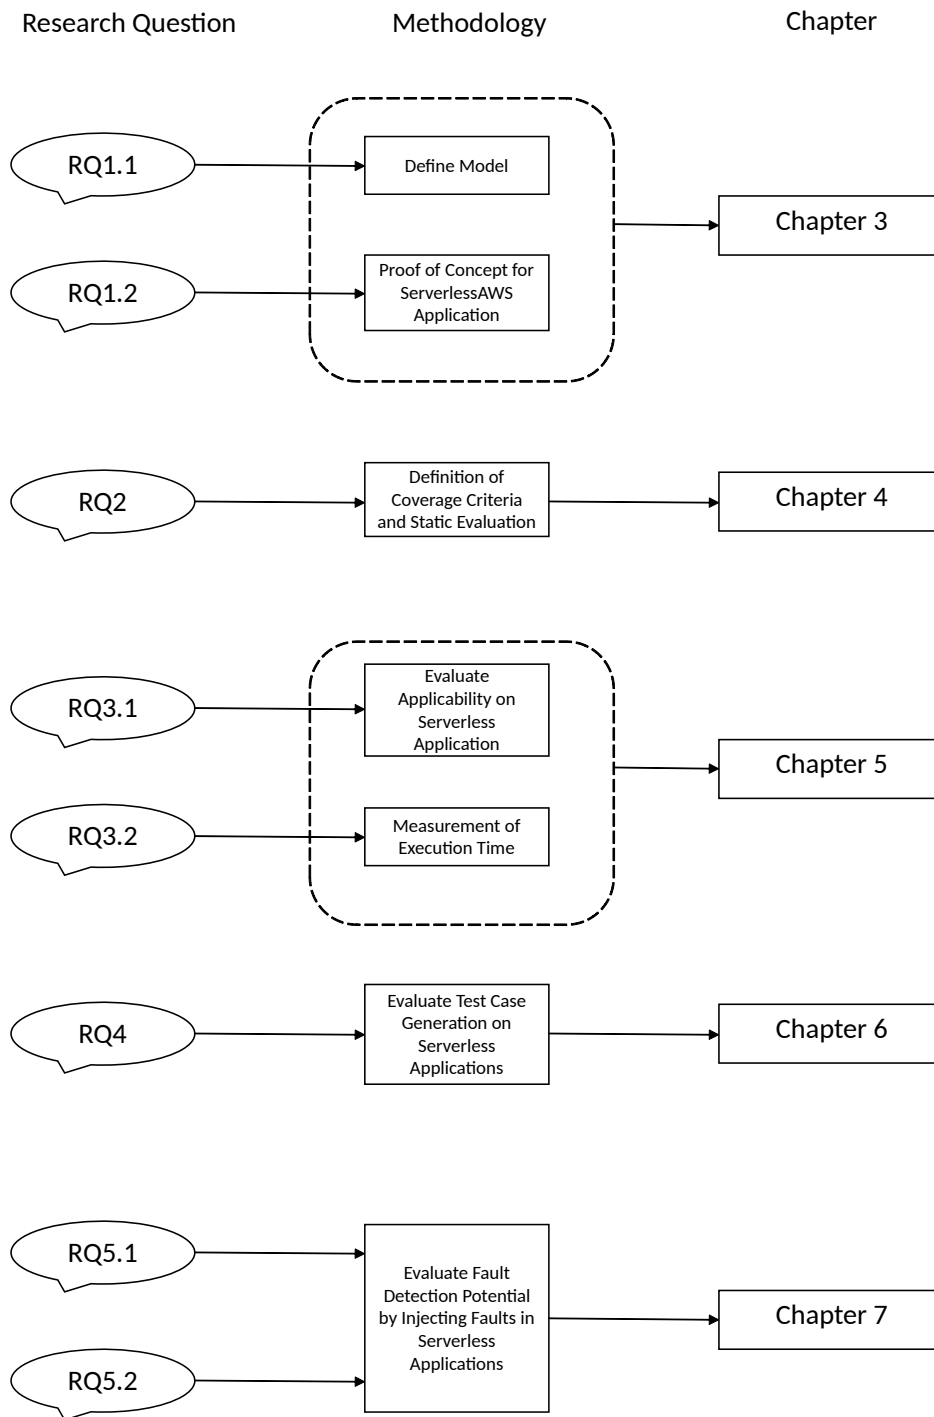 Research Question
Methodology
Chapter
RQ1.1
Define Model
Chapter 3
RQ1.2
Proof of Concept for
ServerlessAWS
Application
RQ2
Definition of
Coverage Criteria
and Static Evaluation
Chapter 4
RQ3.1
Evaluate
Applicability on
Serverless
Application
Chapter 5
RQ3.2
Measurement of
Execution Time
RQ4
Evaluate Test Case
Generation on
Serverless
Applications
Chapter 6
RQ5.1
Evaluate Fault
Detection Potential
by Injecting Faults in
Serverless
Applications
Chapter 7
RQ5.2